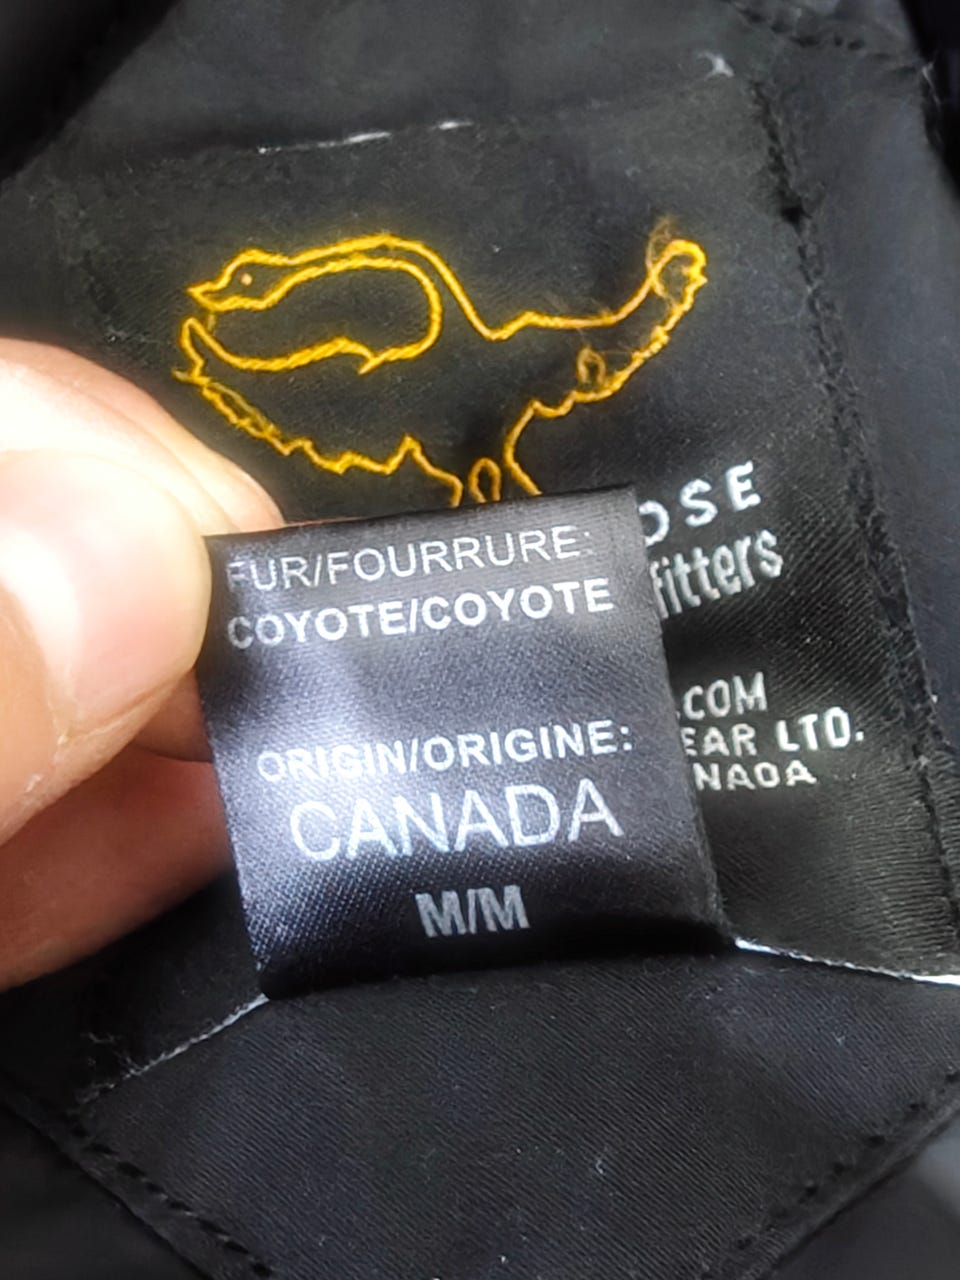 OSE
fitters
FUR/FOURRURE:
COYOTE/COYOTE
.COM
EAR LTD.
NADA
ORIGIN/ORIGINE:
CANADA
M/M